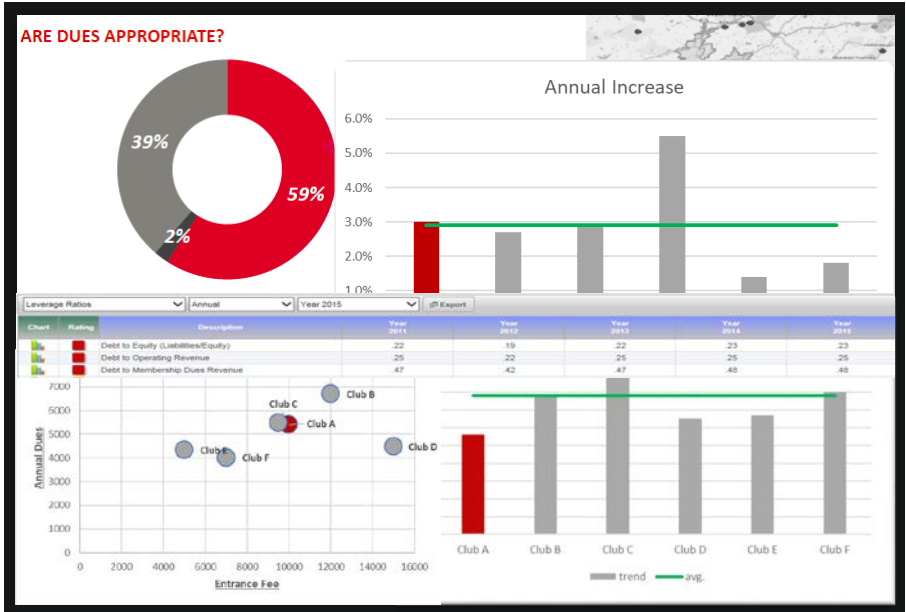 ARE DUES APPROPRIATE?
39%
59%
2%
Annual Increase
6.0%
5.0%
4.0%
3.0%
2.0%
1.0%
Leverage Ratios Annual Year 2015 Export
Chart Rating Description Year 2011 Year 2012 Year 2013 Year 2014 Year 2015
Debt to Equity (Liabilities/Equity) .22 .19 .22 .23 .23
Debt to Operating Revenue .25 .22 .25 .25 .25
Debt to Membership Dues Revenue .47 .42 .47 .48 .48
7000
6000
5000
4000
3000
2000
1000
0
Annual Dues
Club B
Club C
Club A
Club D
Club E
Club F
0 2000 4000 6000 8000 10000 12000 14000 16000
Entrance Fee
Club A Club B Club C Club D Club E Club F
trend avg.